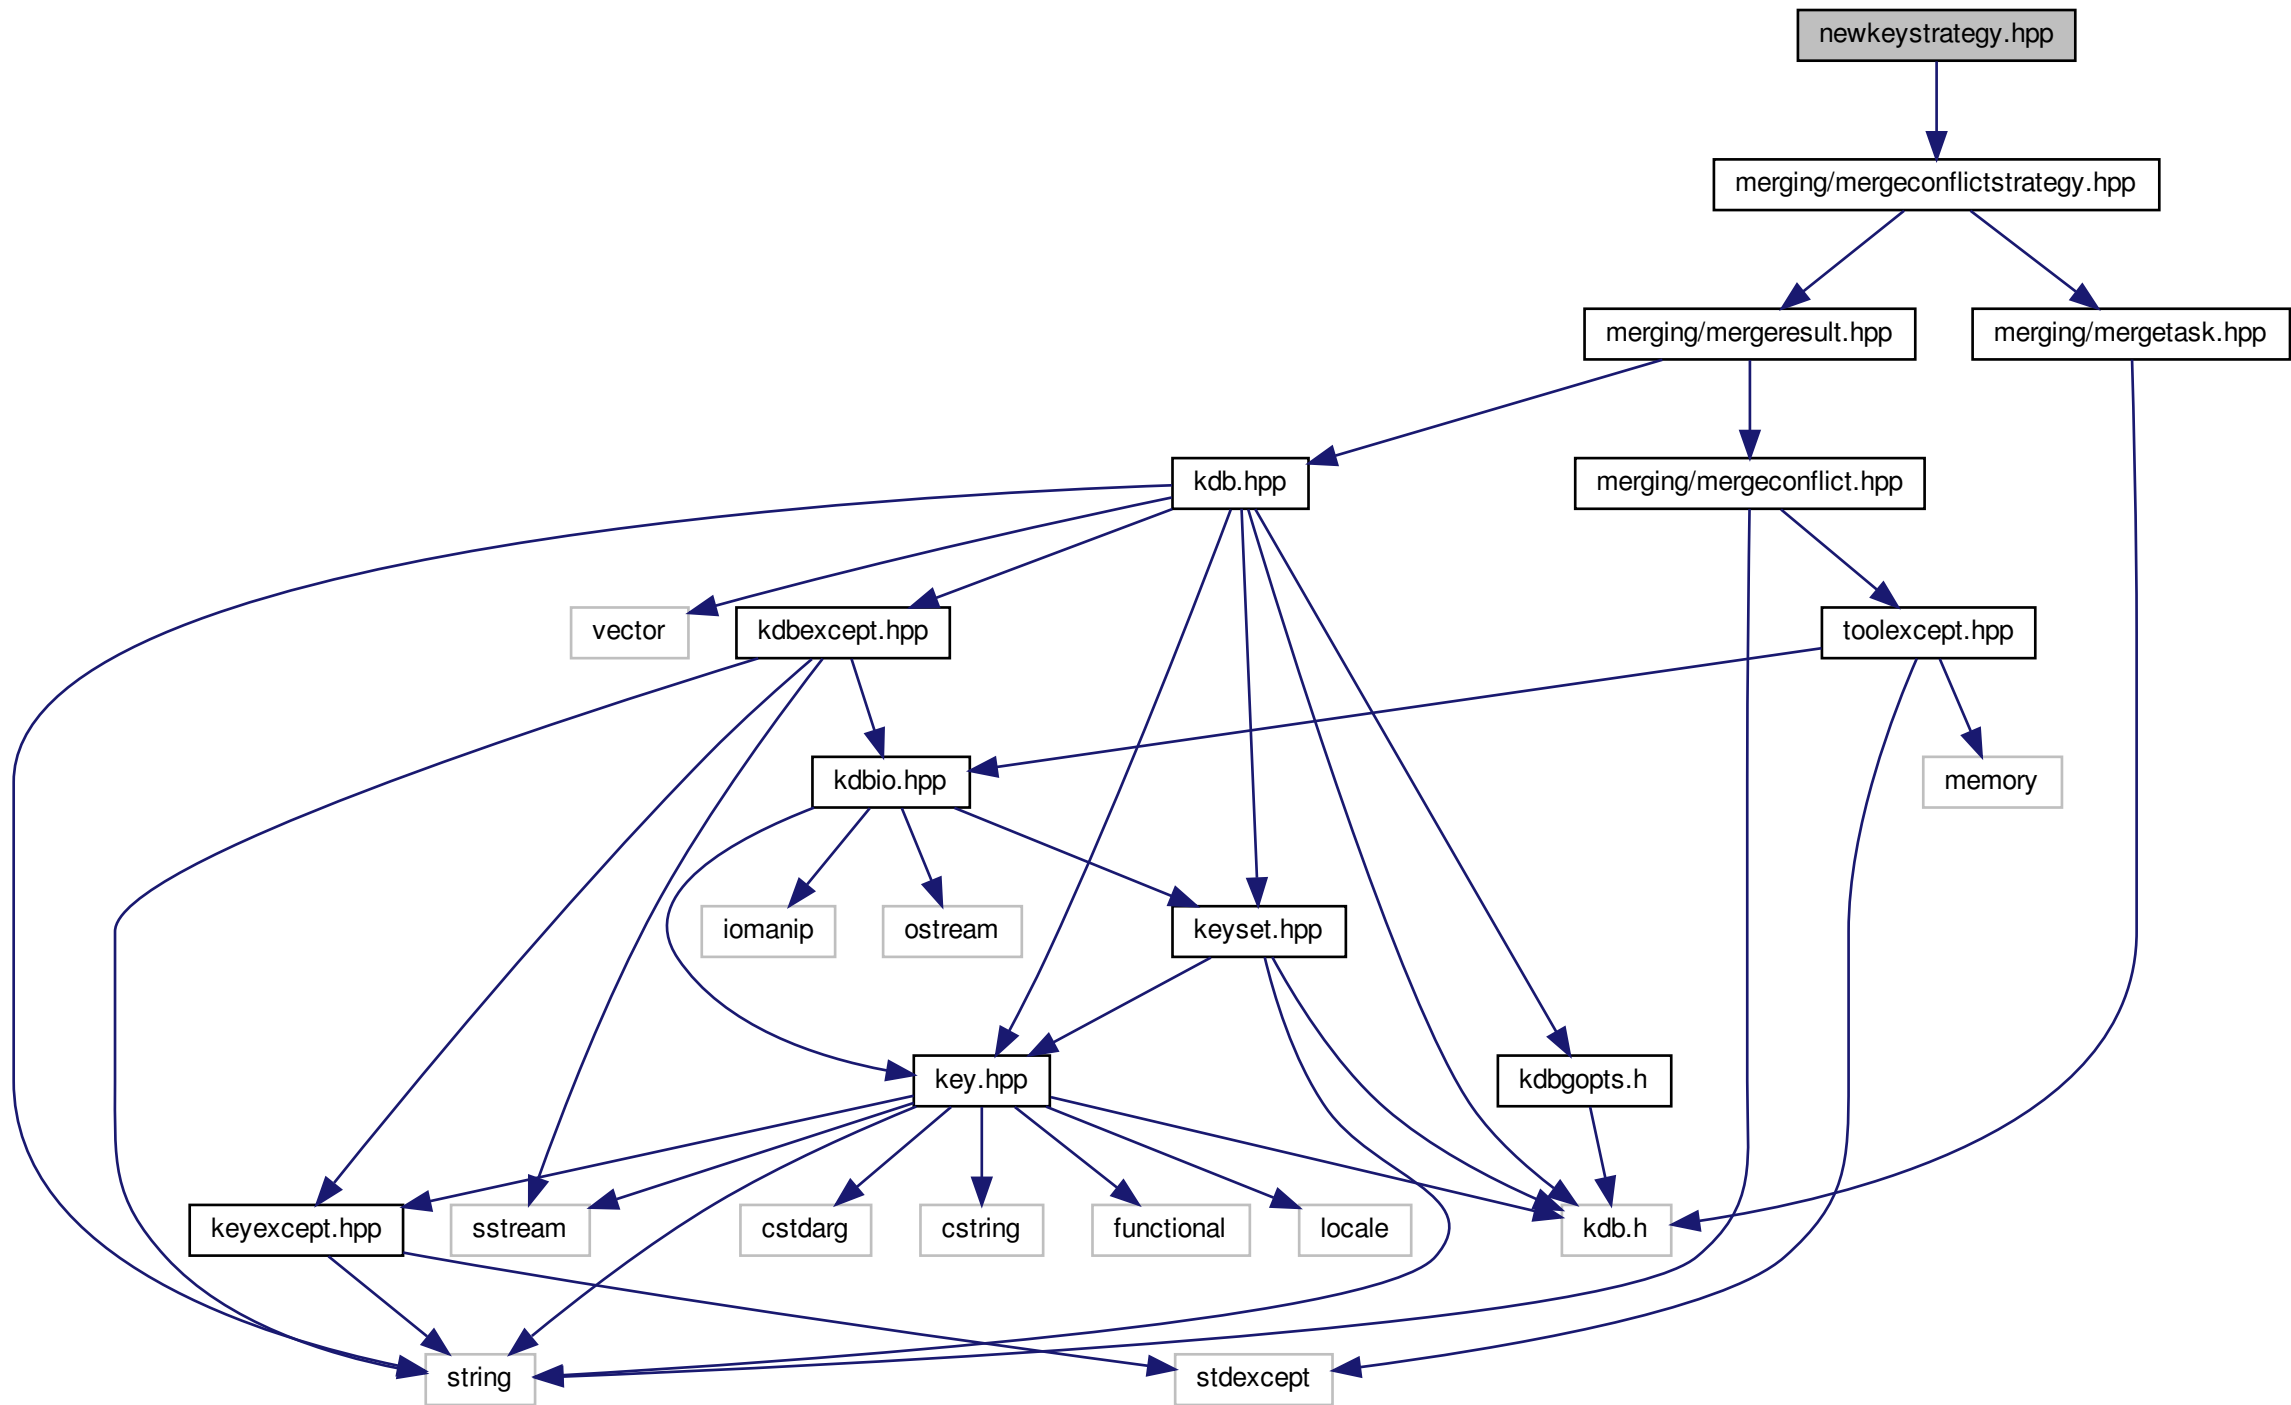 newkeystrategy.hpp
merging/mergeconflictstrategy.hpp
merging/mergeresult.hpp
merging/mergetask.hpp
kdb.hpp
merging/mergeconflict.hpp
vector
kdbexcept.hpp
toolexcept.hpp
kdbio.hpp
memory
iomanip
ostream
keyset.hpp
key.hpp
kdbgopts.h
keyexcept.hpp
sstream
cstdarg
cstring
functional
locale
kdb.h
string
stdexcept